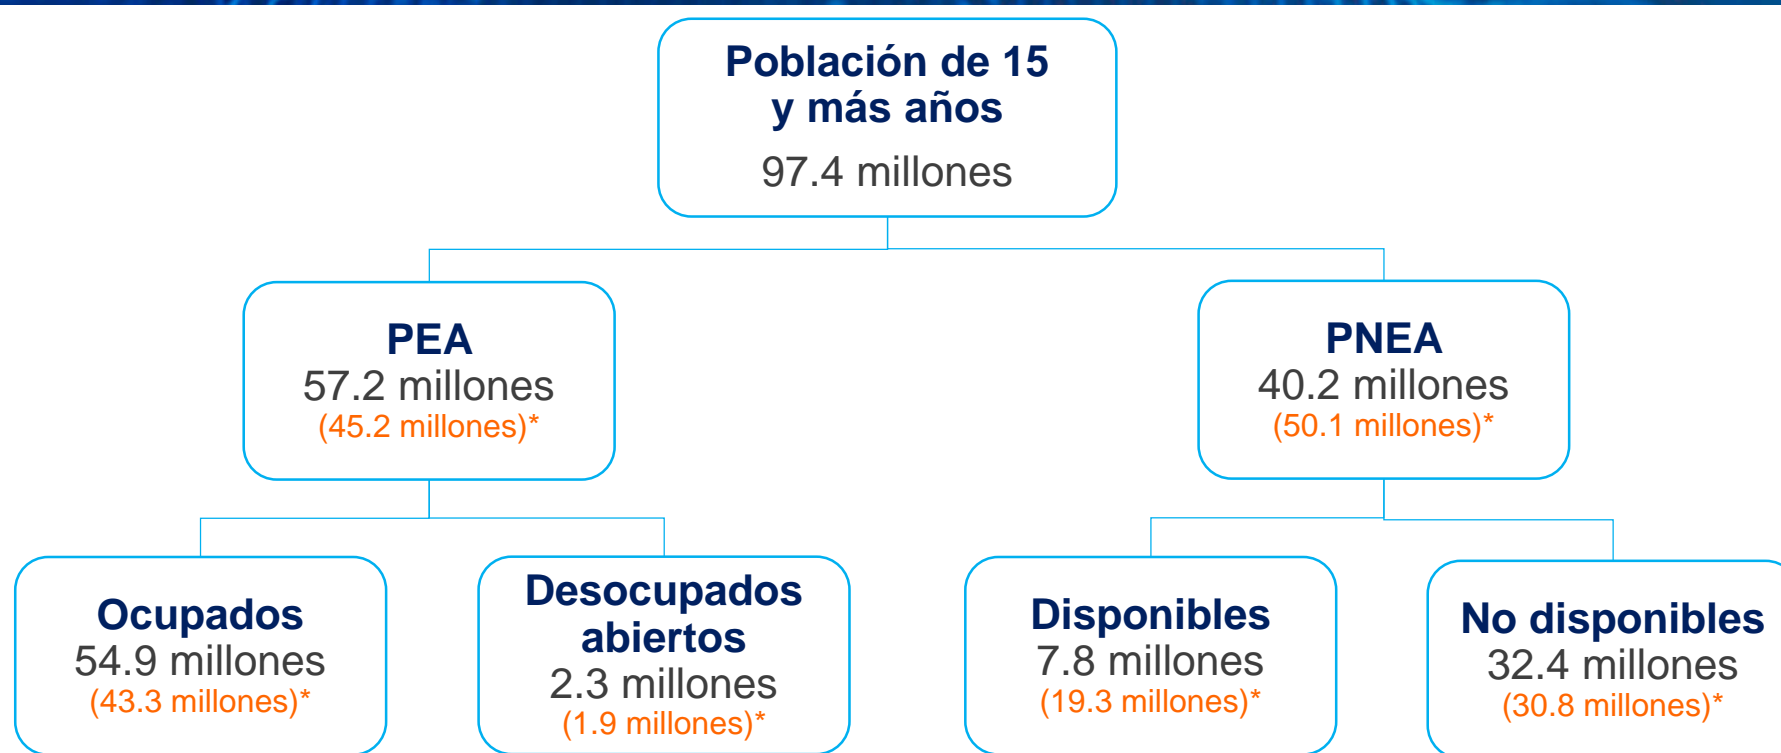 Población de 15
y más años
97.4 millones
PEA
57.2 millones
(45.2 millones)*
PNEA
40.2 millones
(50.1 millones)*
Ocupados
54.9 millones
(43.3 millones)*
Desocupados
abiertos
2.3 millones
(1.9 millones)*
Disponibles
7.8 millones
(19.3 millones)*
No disponibles
32.4 millones
(30.8 millones)*